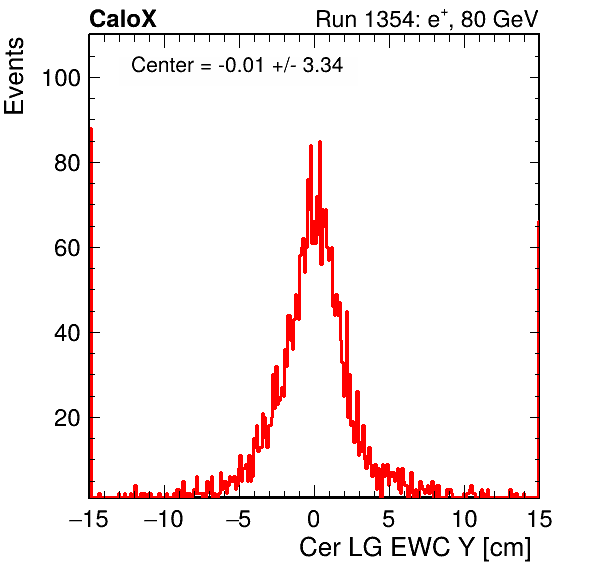 CaloX Run 1354: e⁺, 80 GeV
Center = -0.01 +/- 3.34
Events
100
80
60
40
20
−15 −10 −5 0 5 10 15
Cer LG EWC Y [cm]